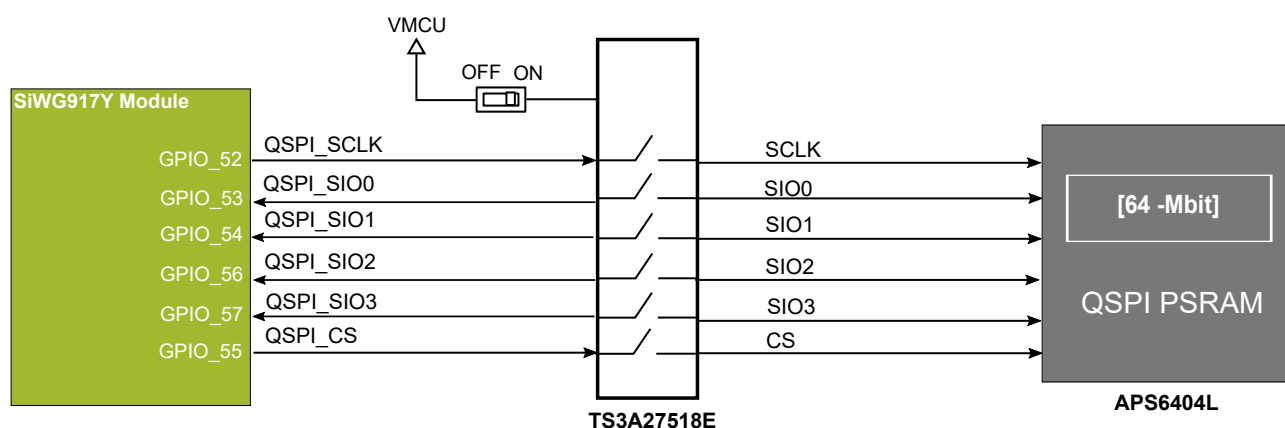 VMCU
OFF ON
SiWG917Y Module
GPIO_52
QSPI_SCLK
SCLK
GPIO_53
QSPI_SIO0
SIO0
GPIO_54
QSPI_SIO1
SIO1
GPIO_56
QSPI_SIO2
SIO2
GPIO_57
QSPI_SIO3
SIO3
GPIO_55
QSPI_CS
CS
[64 -Mbit]
QSPI PSRAM
APS6404L
TS3A27518E